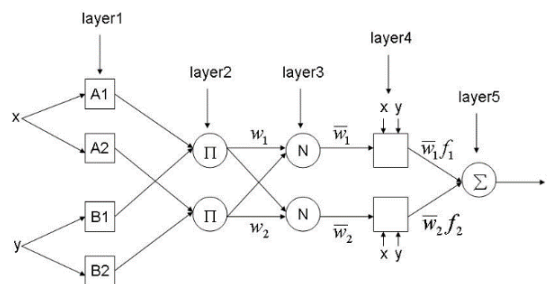 layer1
layer2
layer3
layer4
layer5
x
y
A1
A2
B1
B2
Π
Π
w₁
w₂
N
N
w̅₁
w̅₂
x y
x y
w̅₁f₁
w̅₂f₂
Σ